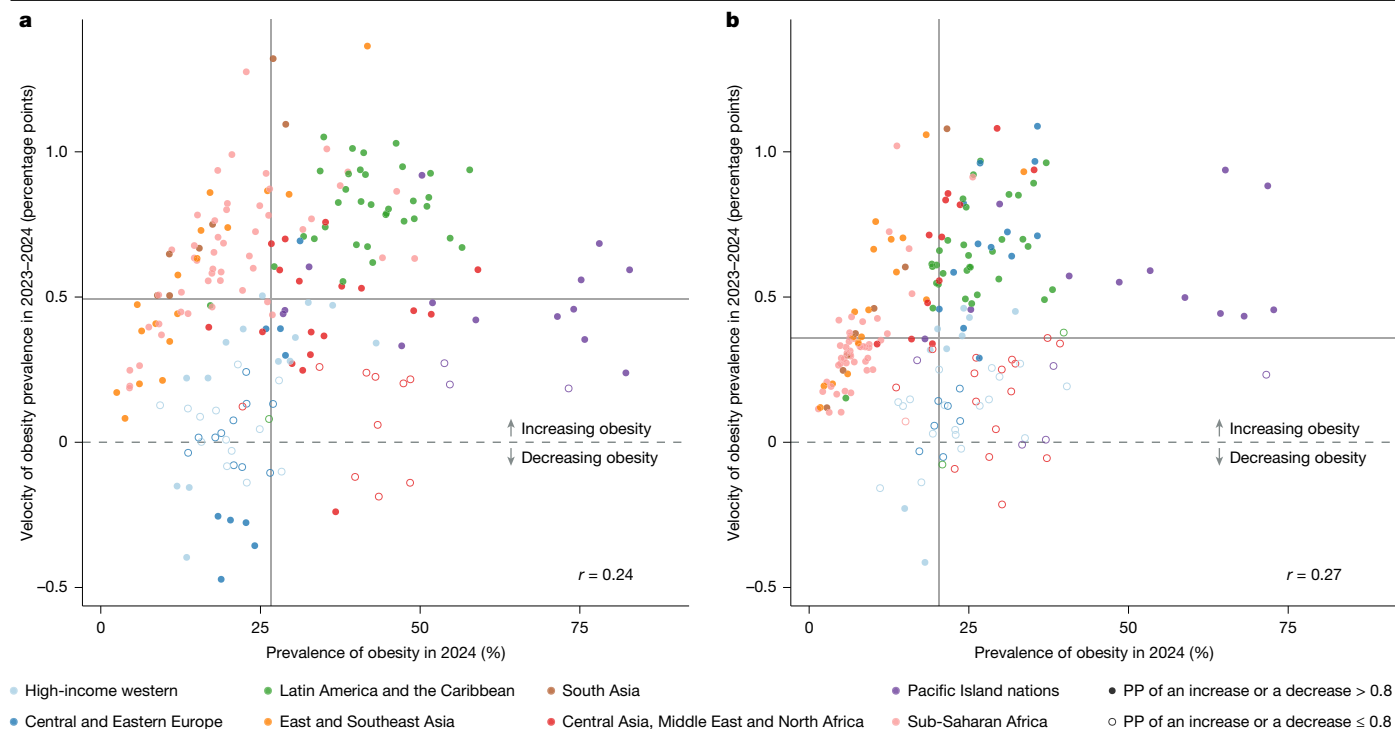 a
b
Velocity of obesity prevalence in 2023–2024 (percentage points)
1.0
0.5
0
–0.5
Increasing obesity
Decreasing obesity
r = 0.24
0
25
50
75
Prevalence of obesity in 2024 (%)
Velocity of obesity prevalence in 2023–2024 (percentage points)
1.0
0.5
0
–0.5
Increasing obesity
Decreasing obesity
r = 0.27
0
25
50
75
Prevalence of obesity in 2024 (%)
High-income western
Latin America and the Caribbean
South Asia
Pacific Island nations
PP of an increase or a decrease > 0.8
Central and Eastern Europe
East and Southeast Asia
Central Asia, Middle East and North Africa
Sub-Saharan Africa
PP of an increase or a decrease ≤ 0.8